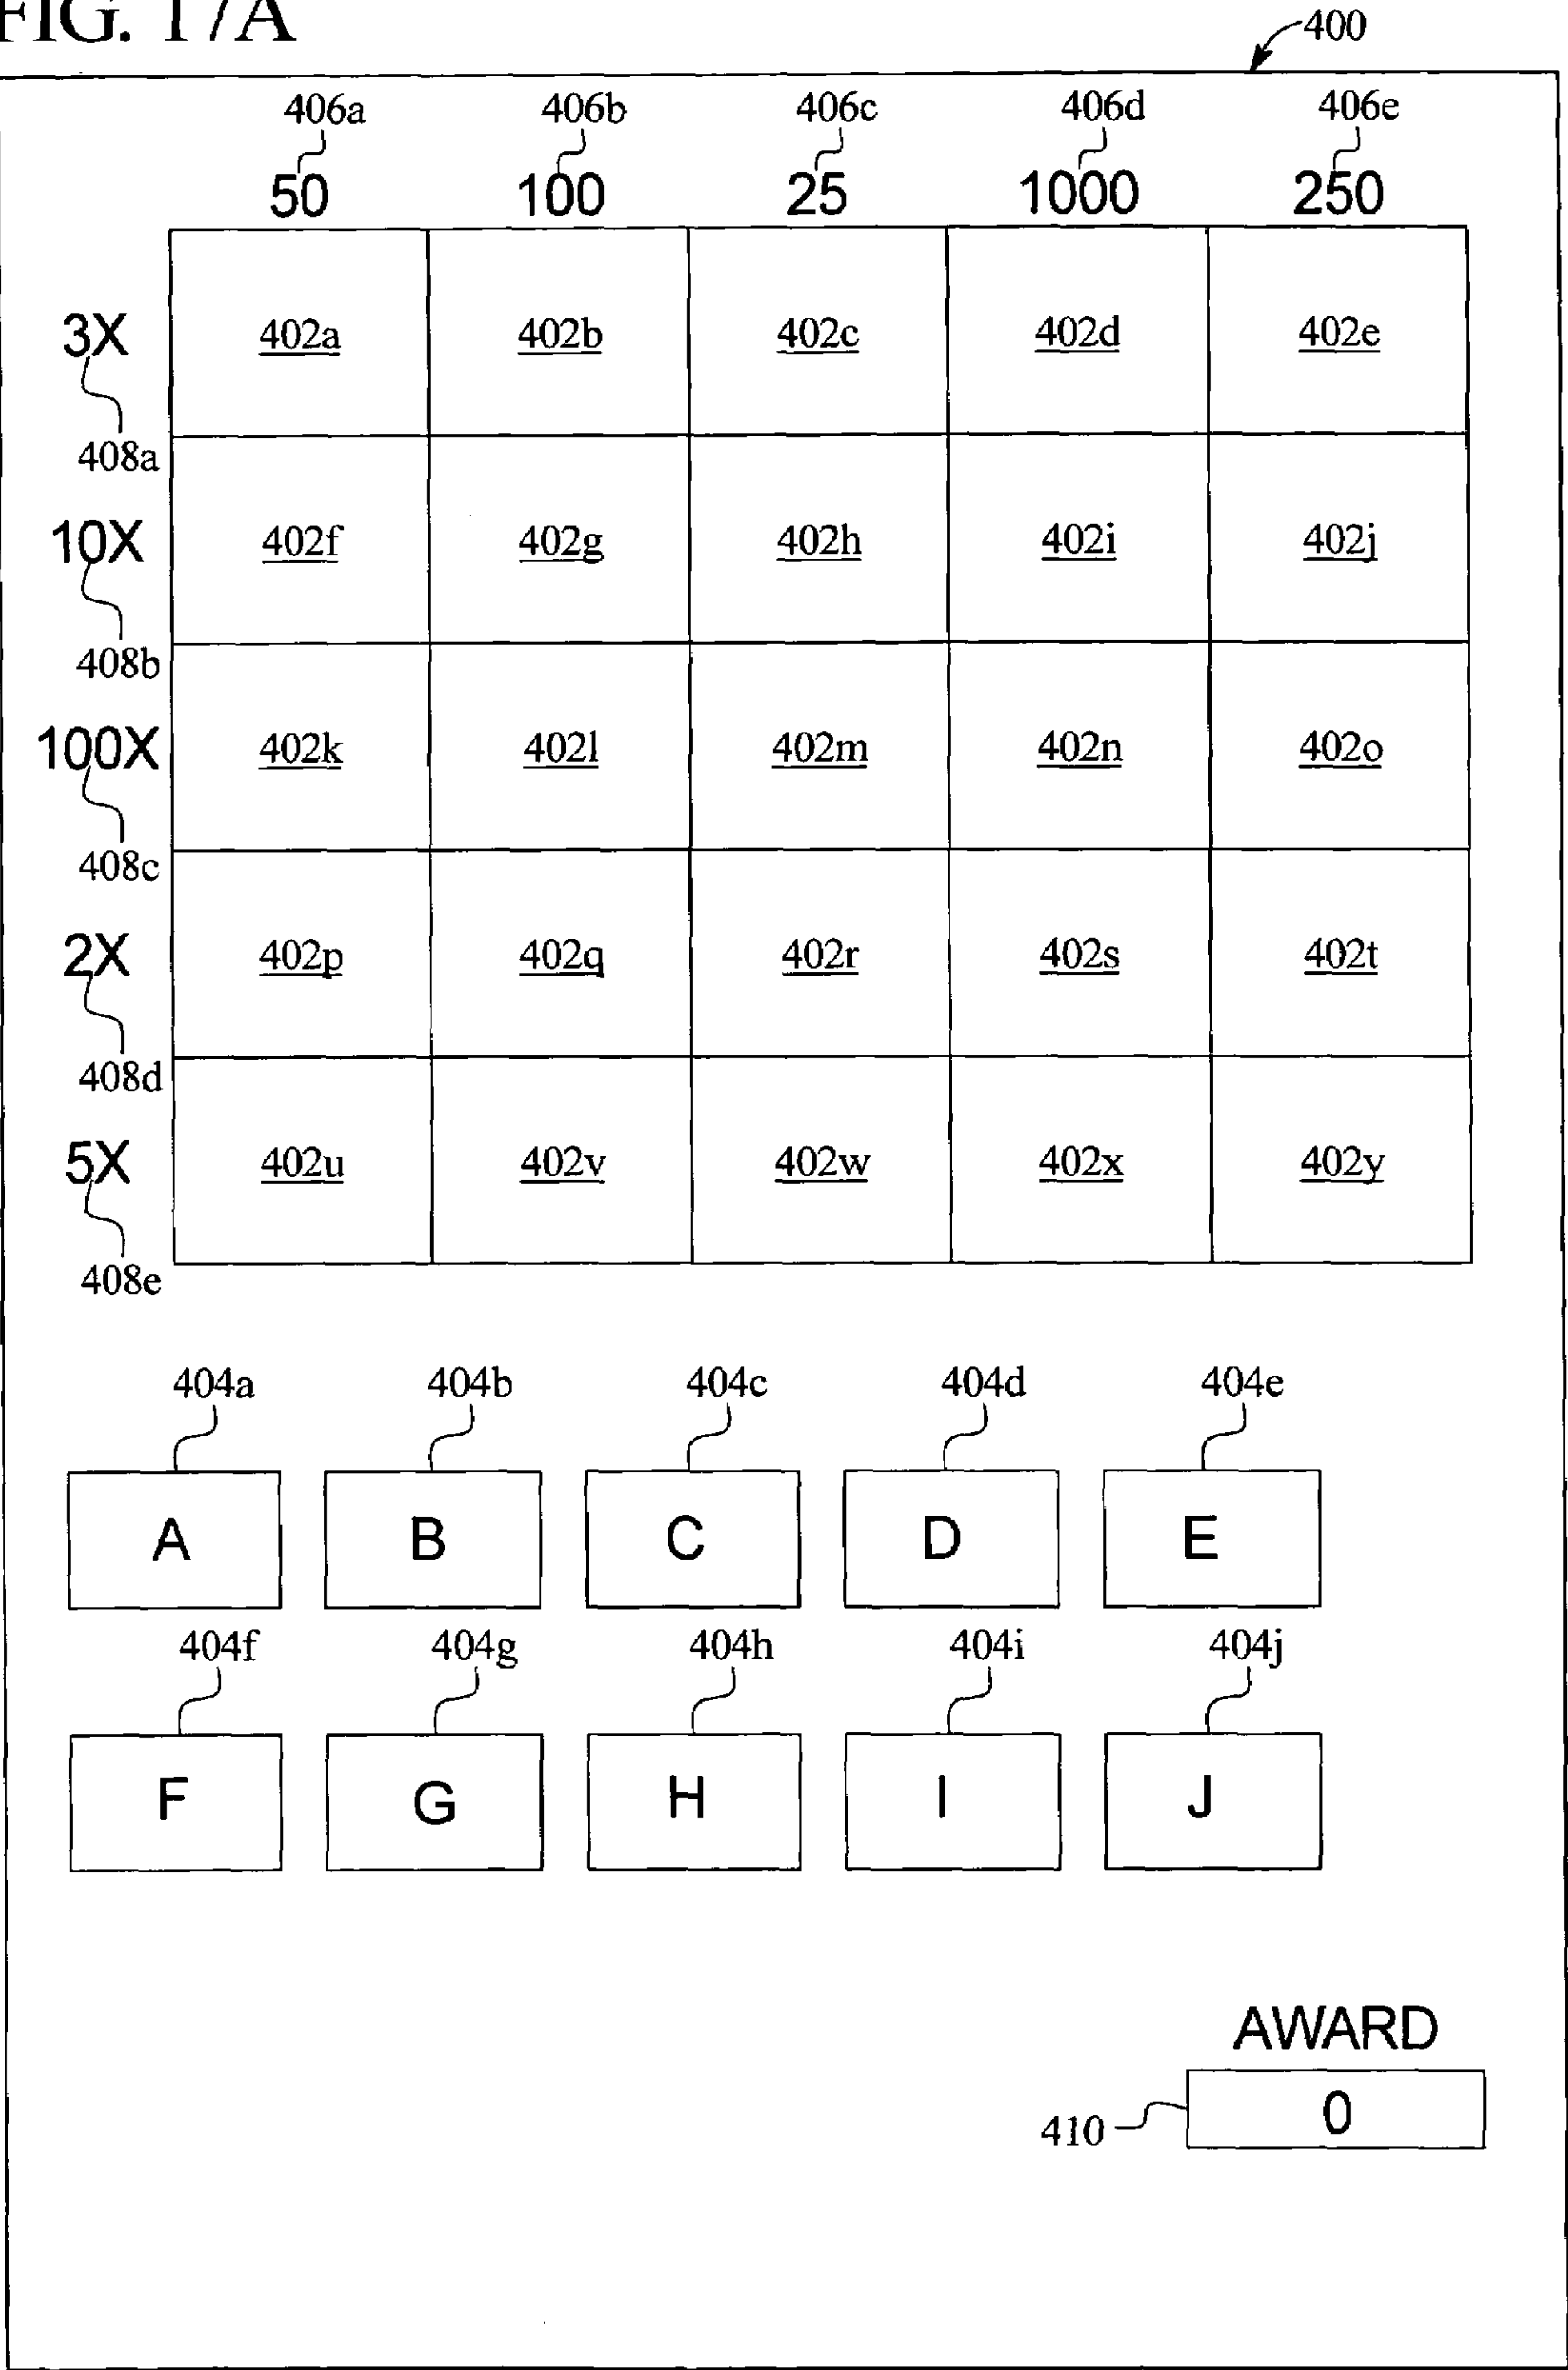 FIG. 17A
400
406a 406b 406c 406d 406e
50 100 25 1000 250
3X 402a 402b 402c 402d 402e
408a
10X 402f 402g 402h 402i 402j
408b
100X 402k 402l 402m 402n 402o
408c
2X 402p 402q 402r 402s 402t
408d
5X 402u 402v 402w 402x 402y
408e
404a 404b 404c 404d 404e
A B C D E
404f 404g 404h 404i 404j
F G H I J
AWARD
410 0